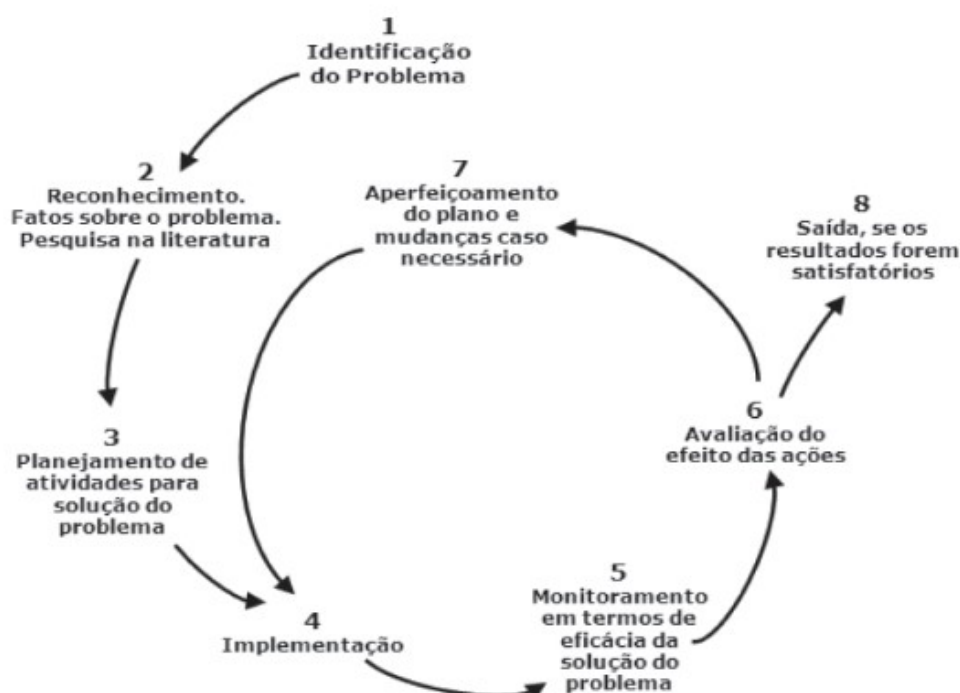 1
Identificação
do Problema
2
Reconhecimento.
Fatos sobre o problema.
Pesquisa na literatura
3
Planejamento de
atividades para
solução do
problema
4
Implementação
5
Monitoramento
em termos de
eficácia da
solução do
problema
6
Avaliação do
efeito das ações
7
Aperfeiçoamento
do plano e
mudanças caso
necessário
8
Saída, se os
resultados forem
satisfatórios